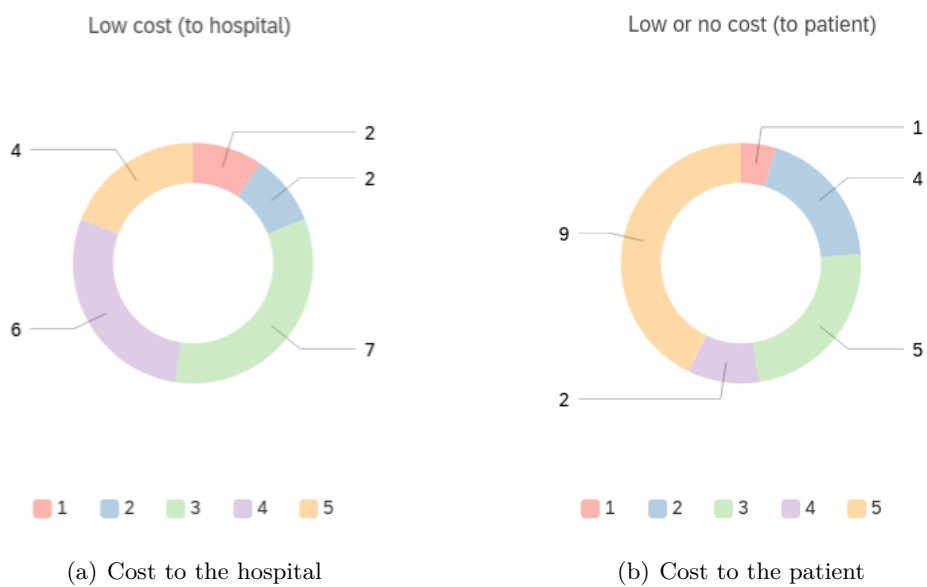 Low cost (to hospital)
4
2
2
6
7
1 2 3 4 5
(a) Cost to the hospital
Low or no cost (to patient)
1
4
9
5
2
1 2 3 4 5
(b) Cost to the patient